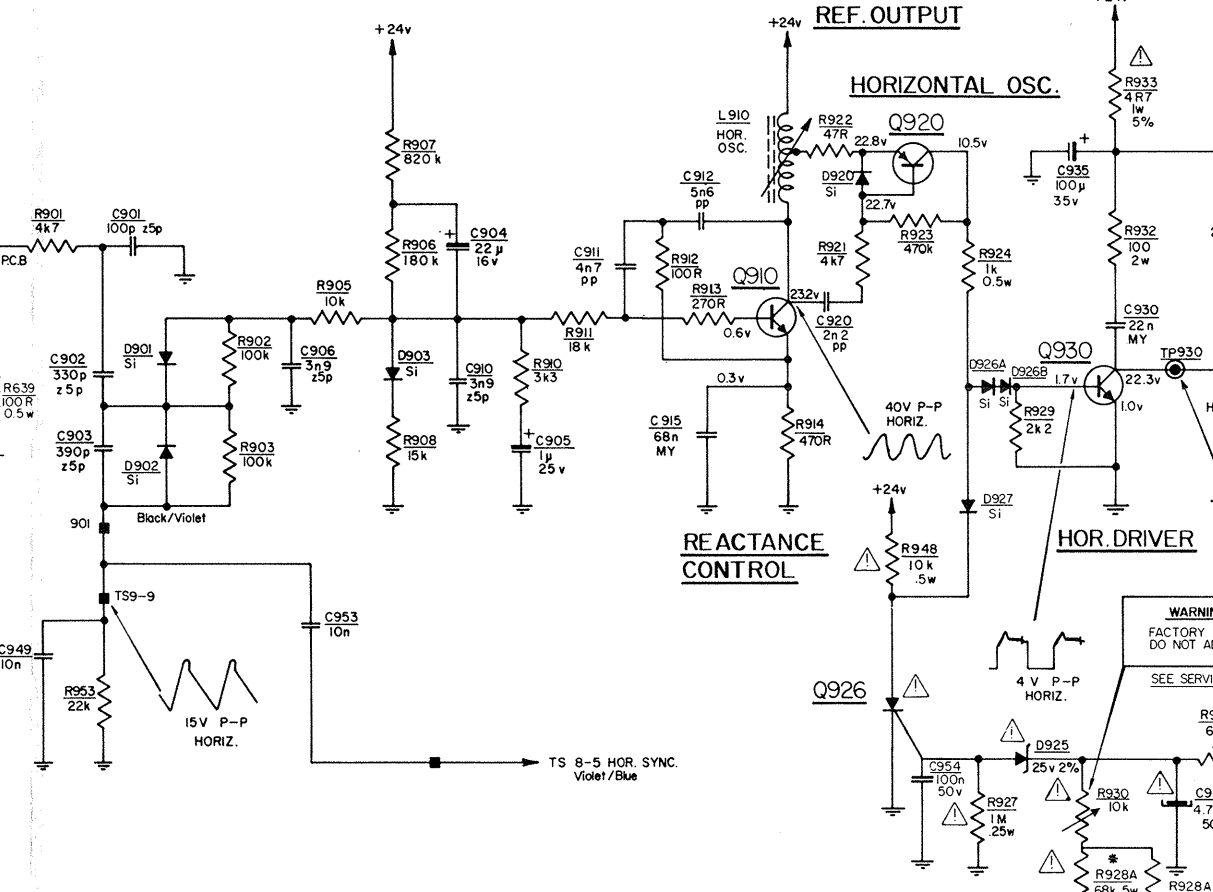 REF. OUTPUT
+24v
+24v
HORIZONTAL OSC.
R933
4R7
1w
5%
L910
HOR.
OSC.
R922
47R
Q920
22.8v
10.5v
R907
820k
C912
5n6
pp
D920
Si
22.7v
C935
100µ
35v
R901
4k7
C901
100p z5p
P.C.B
R906
180k
C904
22µ
16v
C911
4n7
pp
R912
100R
R921
4k7
R923
470k
R924
1k
0.5w
R932
100
2w
R905
10k
R913
270R
Q910
23.2v
C920
2n2
pp
C930
22n
MY
R911
18k
0.6v
D901
Si
R902
100k
C906
3n9
z5p
D903
Si
C910
3n9
z5p
R910
3k3
Q930
TP930
C902
330p
z5p
R639
100R
0.5w
0.3v
D926A
Si
D926B
Si
1.7v
22.3v
1.0v
C903
390p
z5p
D902
Si
R903
100k
R908
15k
C905
1µ
25v
C915
68n
MY
R914
470R
40V P-P
HORIZ.
R929
2k2
Black/Violet
901
+24v
D927
Si
REACTANCE
CONTROL
R948
10k
.5w
HOR. DRIVER
TS9-9
C953
10n
C949
10n
R953
22k
15V P-P
HORIZ.
4V P-P
HORIZ.
FACTORY
SEE
Q926
TS 8-5 HOR. SYNC.
Violet/Blue
D925
25v 2%
C954
100n
50v
R927
1M
.25w
R930
10k
*
R928A
68k .5w
R928A